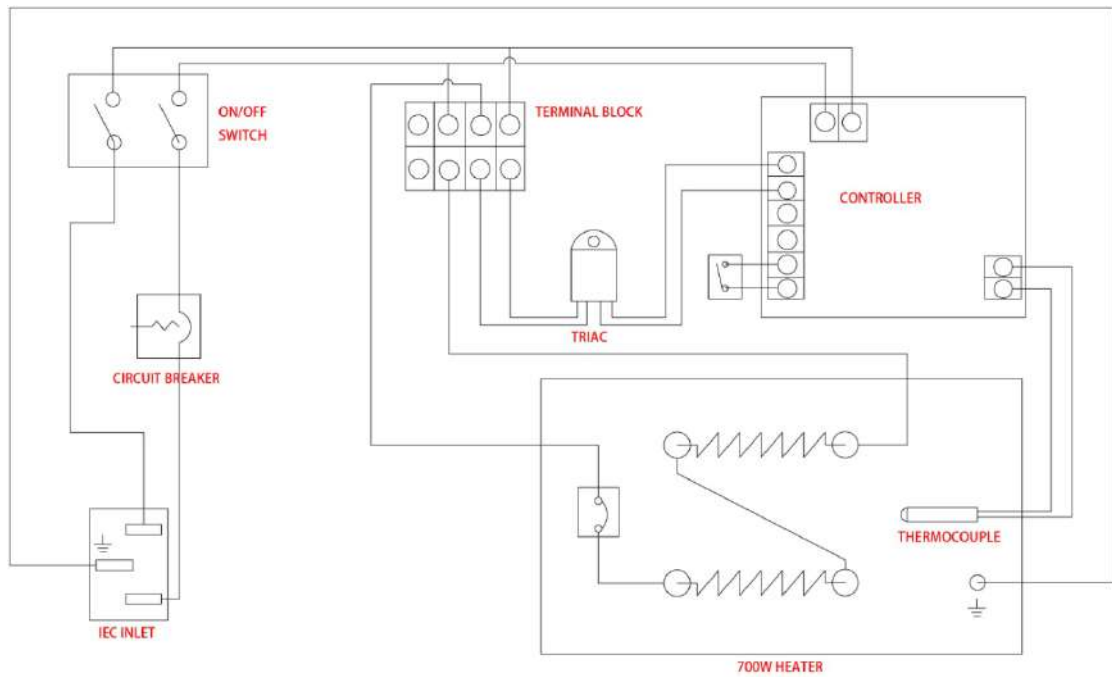 ON/OFF
SWITCH
TERMINAL BLOCK
CONTROLLER
TRIAC
CIRCUIT BREAKER
THERMOCOUPLE
IEC INLET
700W HEATER